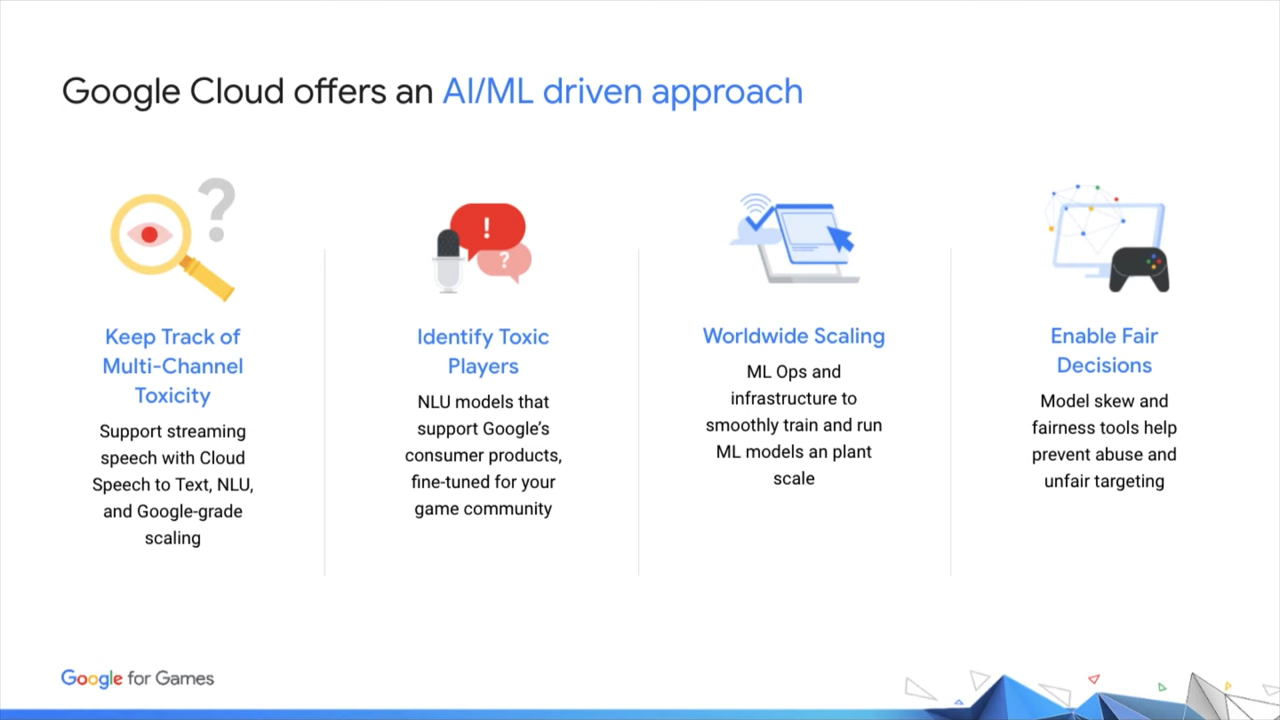 Google Cloud offers an AI/ML driven approach
Keep Track of
Multi-Channel
Toxicity
Support streaming
speech with Cloud
Speech to Text, NLU,
and Google-grade
scaling
Identify Toxic
Players
NLU models that
support Google's
consumer products,
fine-tuned for your
game community
Worldwide Scaling
ML Ops and
infrastructure to
smoothly train and run
ML models an plant
scale
Enable Fair
Decisions
Model skew and
fairness tools help
prevent abuse and
unfair targeting
Google for Games